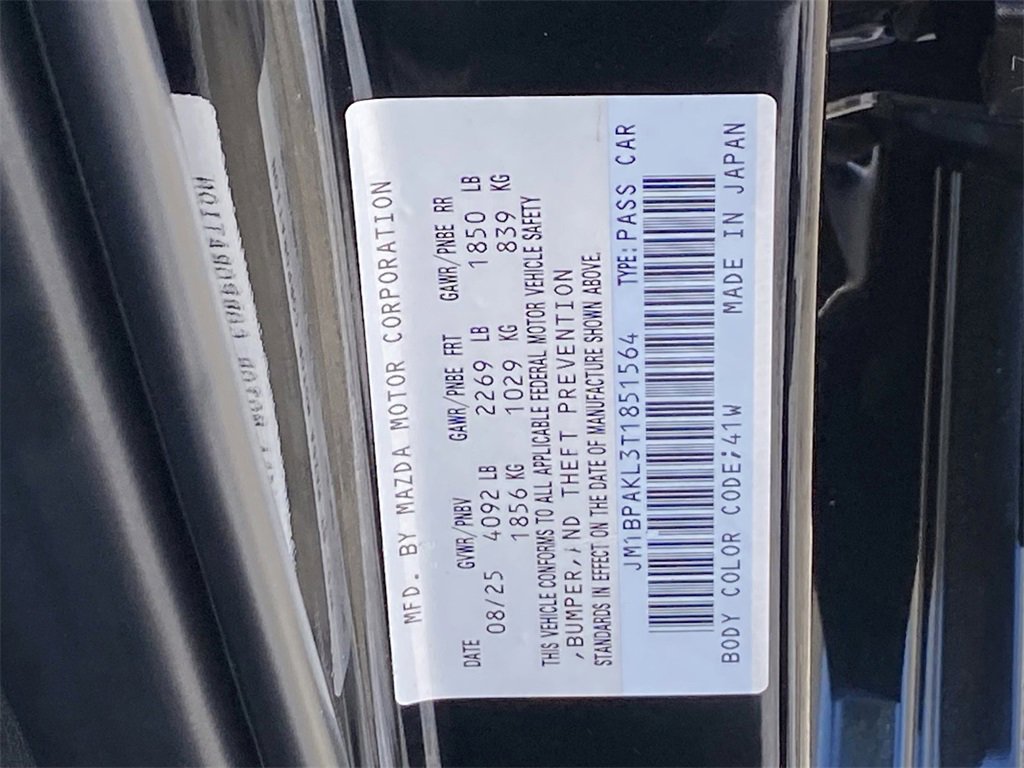 MFD. BY MAZDA MOTOR CORPORATION
DATE GVWR/PNBV GAWR/PNBE FRT GAWR/PNBE RR
08/25 4092 LB 2269 LB 1850 LB
1856 KG 1029 KG 839 KG
THIS VEHICLE CONFORMS TO ALL APPLICABLE FEDERAL MOTOR VEHICLE SAFETY
,BUMPER,AND THEFT PREVENTION
STANDARDS IN EFFECT ON THE DATE OF MANUFACTURE SHOWN ABOVE.
JM1BPAKL3T1851564 TYPE:PASS CAR
BODY COLOR CODE;41W MADE IN JAPAN
MOTOR CORPORATION